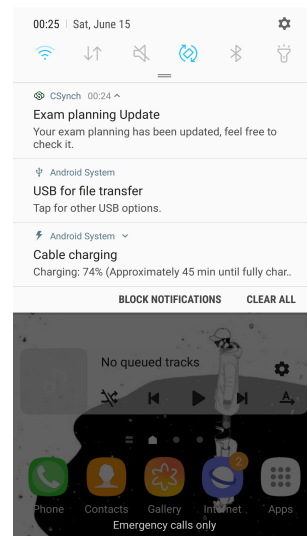 00:25 | Sat, June 15
CSynch 00:24
Exam planning Update
Your exam planning has been updated, feel free to
check it.
Android System
USB for file transfer
Tap for other USB options.
Android System
Cable charging
Charging: 74% (Approximately 45 min until fully char..
BLOCK NOTIFICATIONS CLEAR ALL
No queued tracks
A
2
Phone Contacts Gallery Internet Apps
Emergency calls only